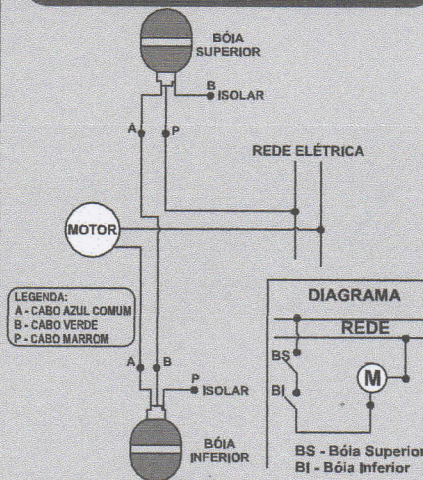 BÓIA
SUPERIOR
B
ISOLAR
A
P
REDE ELÉTRICA
MOTOR
LEGENDA:
A - CABO AZUL COMUM
B - CABO VERDE
P - CABO MARROM
A
B
P
ISOLAR
BÓIA
INFERIOR
DIAGRAMA
REDE
BS
BI
M
BS - Bóia Superior
BI - Bóia Inferior